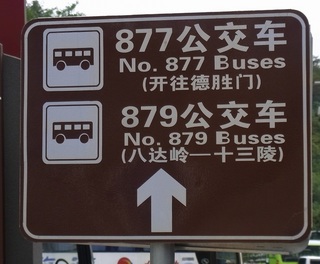 877公交车
No. 877 Buses
(开往德胜门)
879公交车
No. 879 Buses
(八达岭一十三陵)